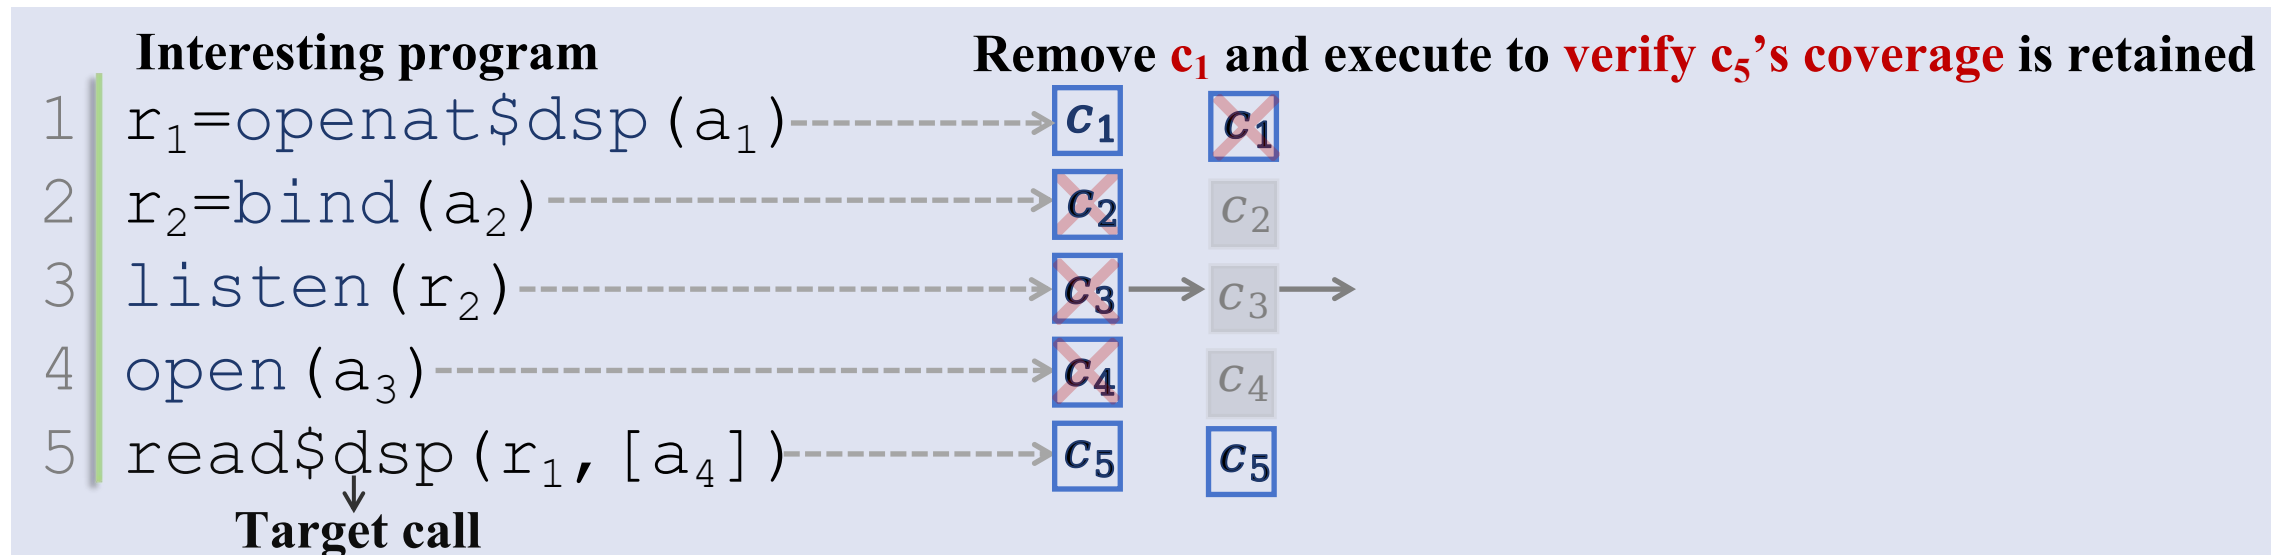 Interesting program
Remove c₁ and execute to verify c₅’s coverage is retained
1 r₁=openat$dsp(a₁) c₁ c₁
2 r₂=bind(a₂) c₂ c₂
3 listen(r₂) c₃ c₃
4 open(a₃) c₄ c₄
5 read$dsp(r₁,[a₄]) c₅ c₅
Target call